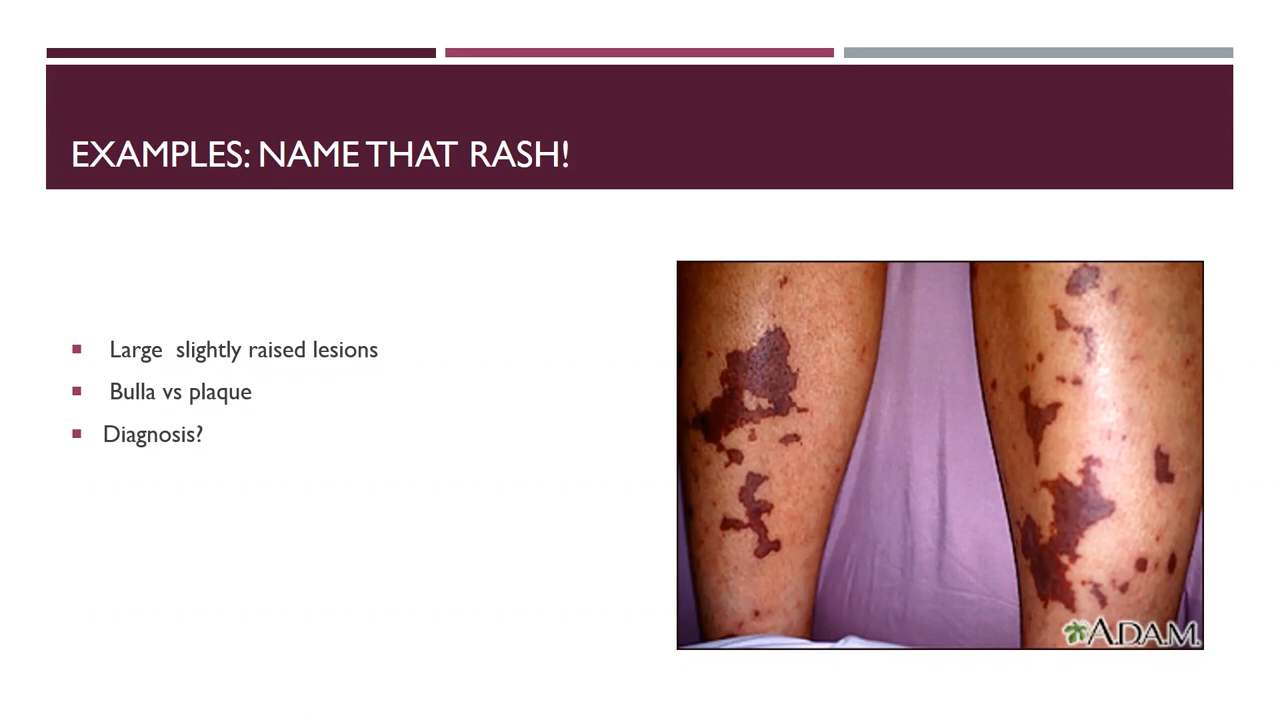 EXAMPLES: NAME THAT RASH!
Large slightly raised lesions
Bulla vs plaque
Diagnosis?
A.D.A.M.